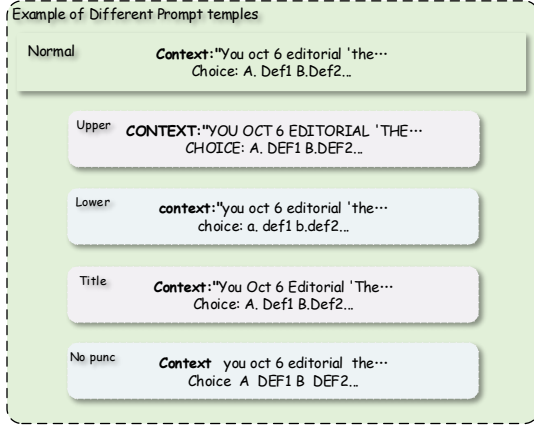 Example of Different Prompt temples
Normal
Context:"You oct 6 editorial 'the···
Choice: A. Def1 B.Def2...
Upper
CONTEXT:"YOU OCT 6 EDITORIAL 'THE···
CHOICE: A. DEF1 B.DEF2...
Lower
context:"you oct 6 editorial 'the···
choice: a. def1 b.def2...
Title
Context:"You Oct 6 Editorial 'The···
Choice: A. Def1 B.Def2...
No punc
Context you oct 6 editorial the···
Choice A DEF1 B DEF2...